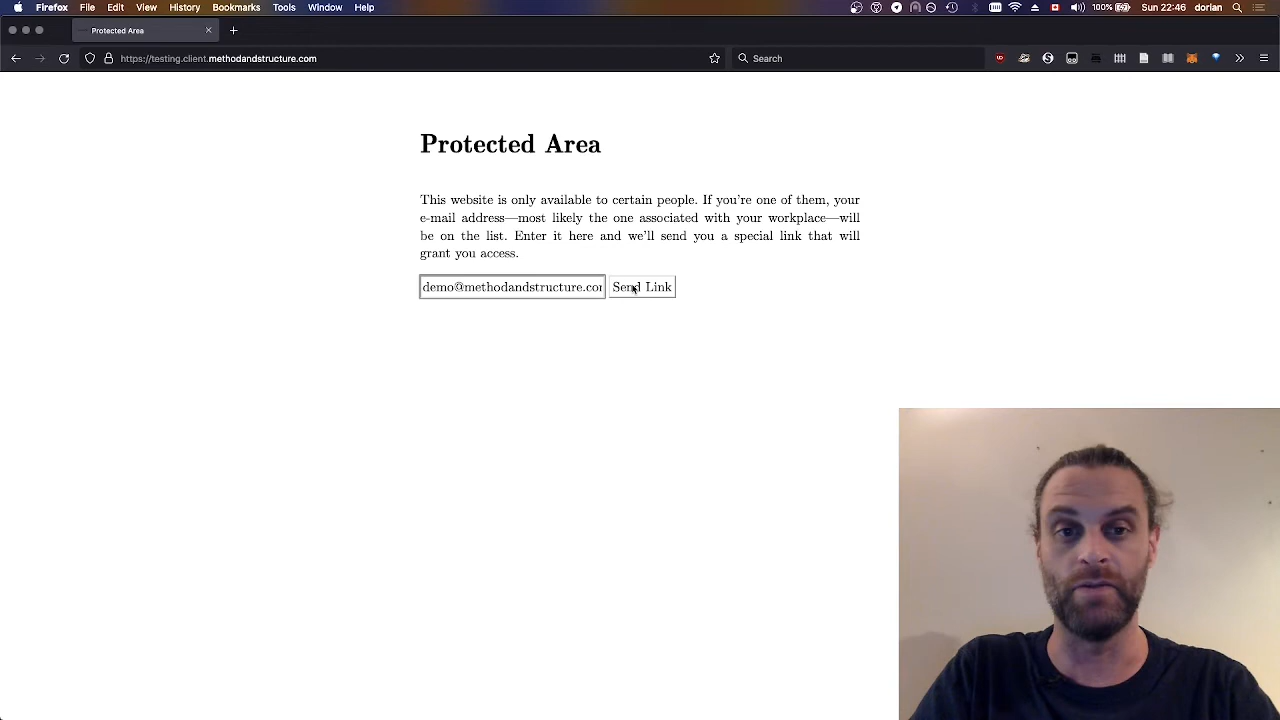 Firefox File Edit View History Bookmarks Tools Window Help 100% Sun 22:46 dorian
Protected Area
https://testing.client.methodandstructure.com Search
Protected Area
This website is only available to certain people. If you're one of them, your
e-mail address—most likely the one associated with your workplace—will
be on the list. Enter it here and we'll send you a special link that will
grant you access.
demo@methodandstructure.co Send Link